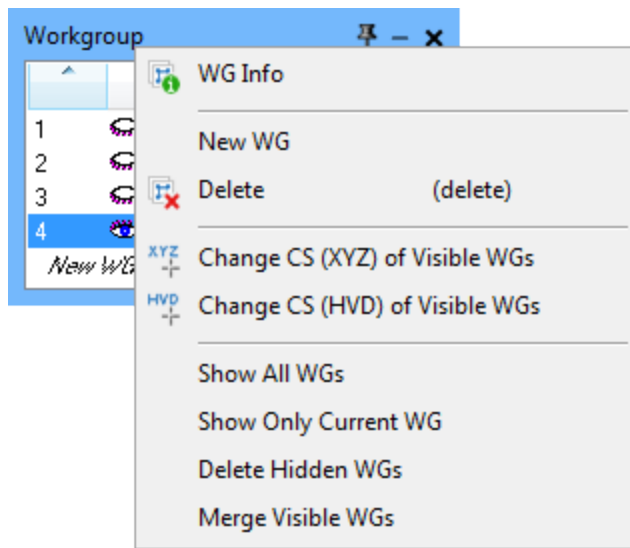 Workgroup
WG Info
1
New WG
2
3
Delete (delete)
4
New WG
XYZ Change CS (XYZ) of Visible WGs
HVD Change CS (HVD) of Visible WGs
Show All WGs
Show Only Current WG
Delete Hidden WGs
Merge Visible WGs